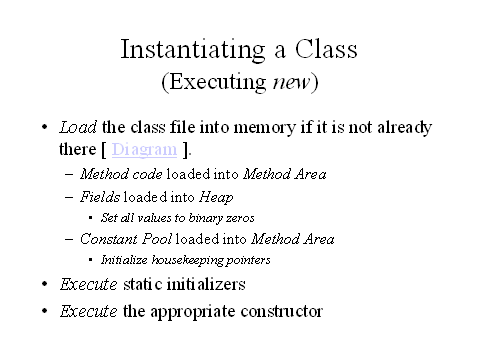 Instantiating a Class
(Executing new)
• Load the class file into memory if it is not already
there [ Diagram ].
– Method code loaded into Method Area
– Fields loaded into Heap
• Set all values to binary zeros
– Constant Pool loaded into Method Area
• Initialize housekeeping pointers
• Execute static initializers
• Execute the appropriate constructor